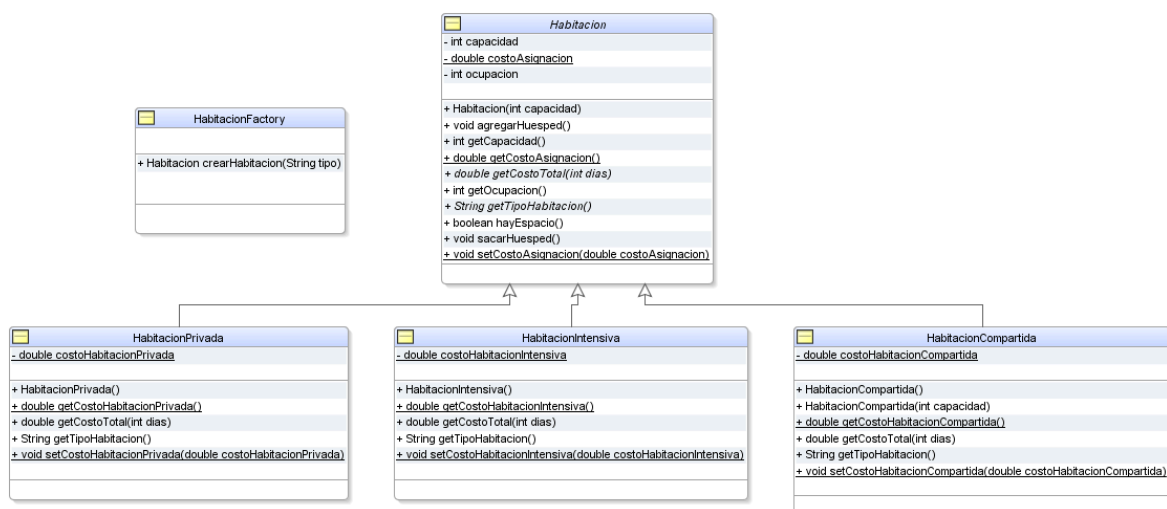 Habitacion
- int capacidad
- double costoAsignacion
- int ocupacion
+ Habitacion(int capacidad)
+ void agregarHuesped()
+ int getCapacidad()
+ double getCostoAsignacion()
+ double getCostoTotal(int dias)
+ int getOcupacion()
+ String getTipoHabitacion()
+ boolean hayEspacio()
+ void sacarHuesped()
+ void setCostoAsignacion(double costoAsignacion)
HabitacionFactory
+ Habitacion crearHabitacion(String tipo)
HabitacionPrivada
- double costoHabitacionPrivada
+ HabitacionPrivada()
+ double getCostoHabitacionPrivada()
+ double getCostoTotal(int dias)
+ String getTipoHabitacion()
+ void setCostoHabitacionPrivada(double costoHabitacionPrivada)
HabitacionIntensiva
- double costoHabitacionIntensiva
+ HabitacionIntensiva()
+ double getCostoHabitacionIntensiva()
+ double getCostoTotal(int dias)
+ String getTipoHabitacion()
+ void setCostoHabitacionIntensiva(double costoHabitacionIntensiva)
HabitacionCompartida
- double costoHabitacionCompartida
+ HabitacionCompartida()
+ HabitacionCompartida(int capacidad)
+ double getCostoHabitacionCompartida()
+ double getCostoTotal(int dias)
+ String getTipoHabitacion()
+ void setCostoHabitacionCompartida(double costoHabitacionCompartida)